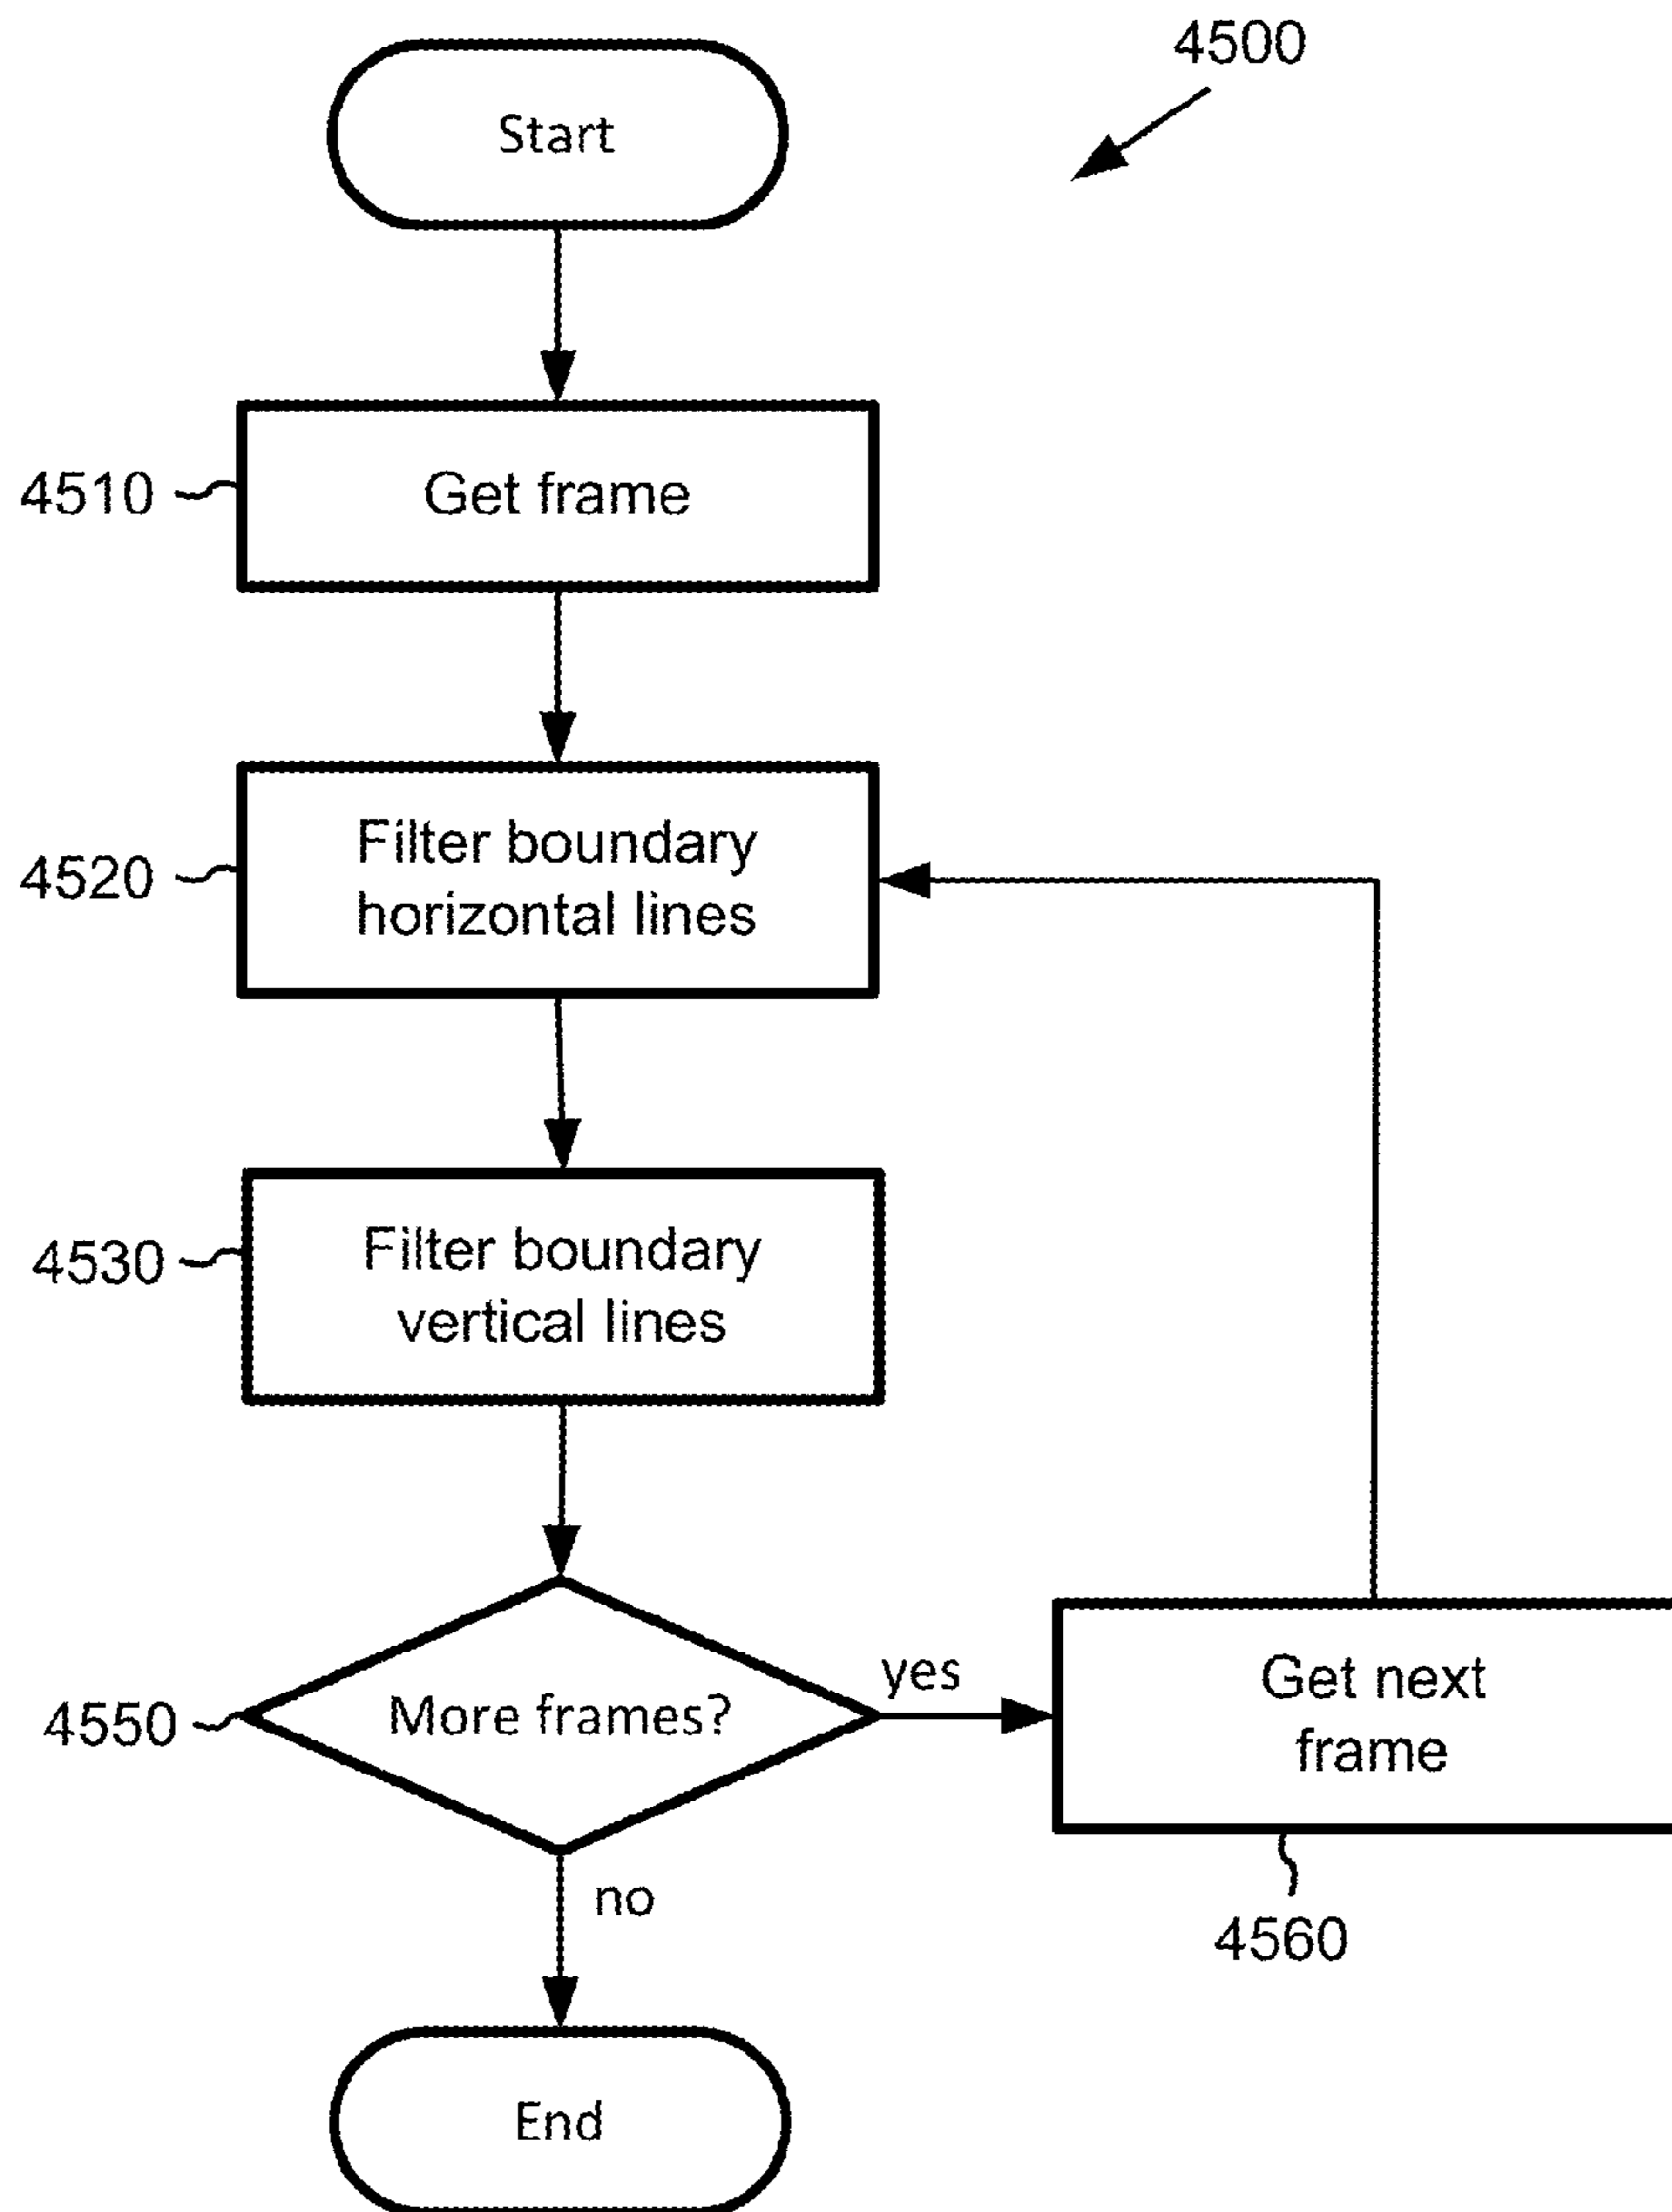 4500
Start
4510
Get frame
4520
Filter boundary
horizontal lines
4530
Filter boundary
vertical lines
4550
More frames?
yes
Get next
frame
4560
no
End